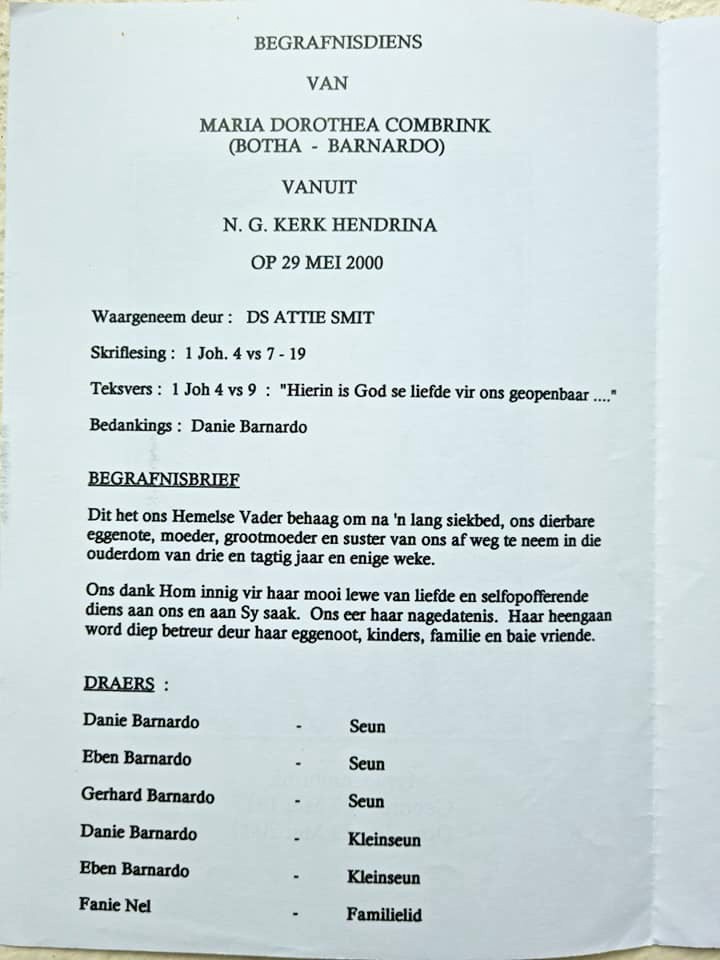 BEGRAFNISDIENS
VAN
MARIA DOROTHEA COMBRINK
(BOTHA - BARNARDO)
VANUIT
N. G. KERK HENDRINA
OP 29 MEI 2000
Waargeneem deur : DS ATTIE SMIT
Skriflesing : 1 Joh. 4 vs 7 - 19
Teksvers : 1 Joh 4 vs 9 : "Hierin is God se liefde vir ons geopenbaar ...."
Bedankings : Danie Barnardo
BEGRAFNISBRIEF
Dit het ons Hemelse Vader behaag om na 'n lang siekbed, ons dierbare
eggenote, moeder, grootmoeder en suster van ons af weg te neem in die
ouderdom van drie en tagtig jaar en enige weke.
Ons dank Hom innig vir haar mooi lewe van liefde en selfopofferende
diens aan ons en aan Sy saak. Ons eer haar nagedatenis. Haar heengaan
word diep betreur deur haar eggenoot, kinders, familie en baie vriende.
DRAERS :
Danie Barnardo - Seun
Eben Barnardo - Seun
Gerhard Barnardo - Seun
Danie Barnardo - Kleinseun
Eben Barnardo - Kleinseun
Fanie Nel - Familielid